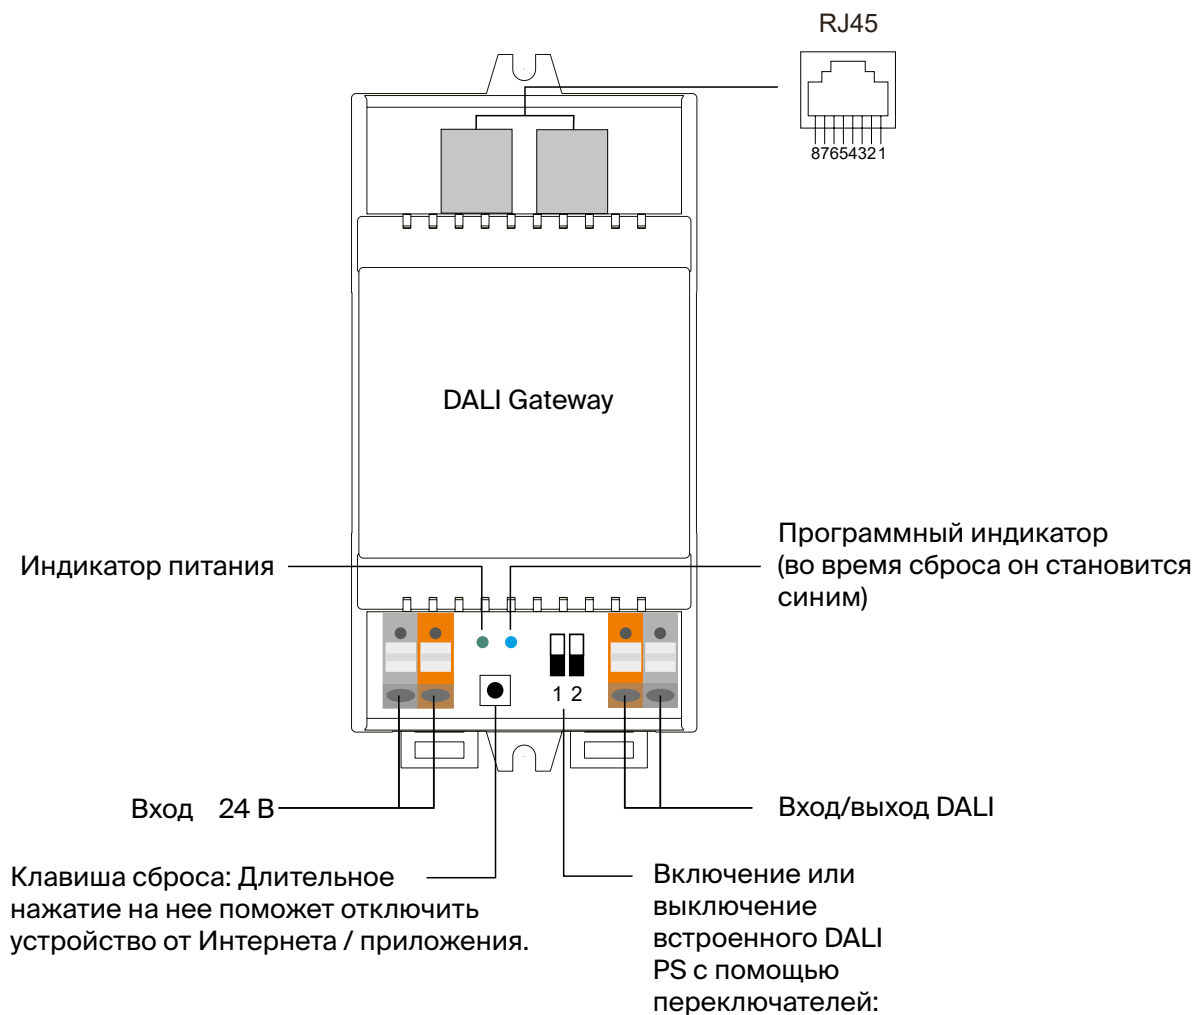 RJ45
87654321
DALI Gateway
Индикатор питания
Программный индикатор
(во время сброса он становится
синим)
1 2
Вход 24 В
Вход/выход DALI
Клавиша сброса: Длительное
нажатие на нее поможет отключить
устройство от Интернета / приложения.
Включение или
выключение
встроенного DALI
PS с помощью
переключателей: